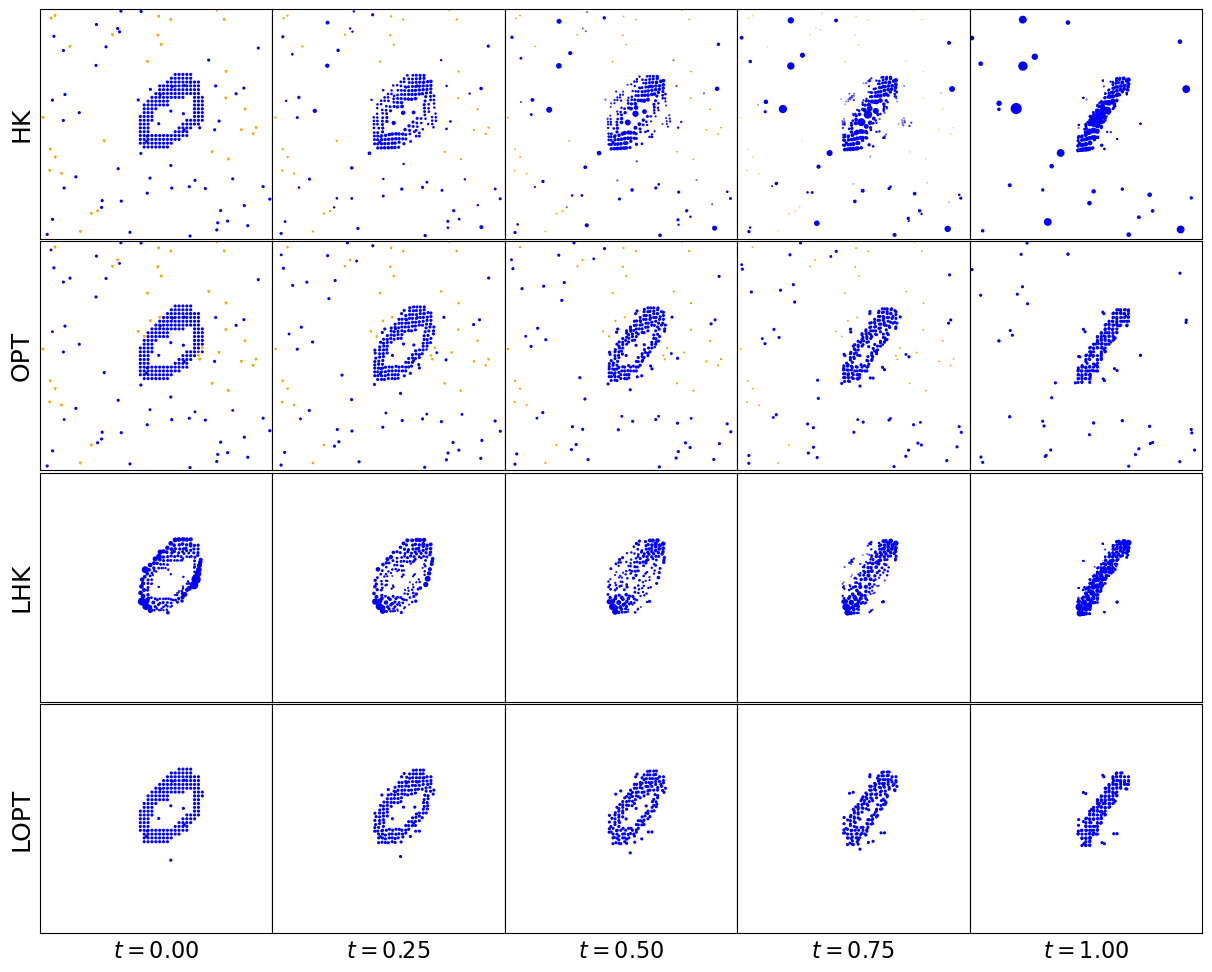 HK
OPT
LHK
LOPT
t = 0.00
t = 0.25
t = 0.50
t = 0.75
t = 1.00